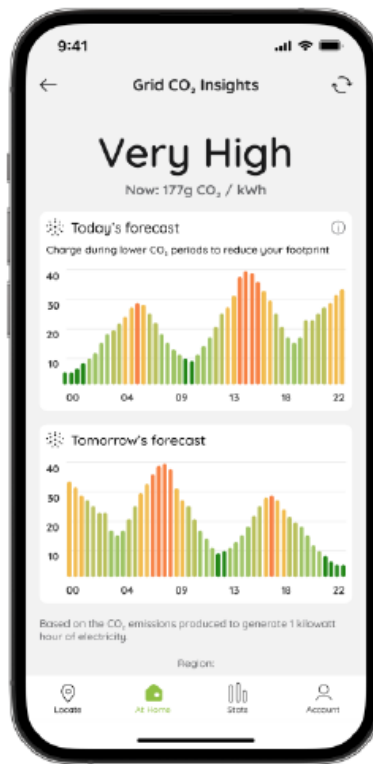 9:41
Grid CO₂ Insights
Very High
Now: 177g CO₂ / kWh
Today's forecast
Charge during lower CO₂ periods to reduce your footprint
40
30
20
10
00 04 09 13 18 22
Tomorrow's forecast
40
30
20
10
00 04 09 13 18 22
Based on the CO₂ emissions produced to generate 1 kilowatt
hour of electricity.
Region:
Locate At Home Stats Account